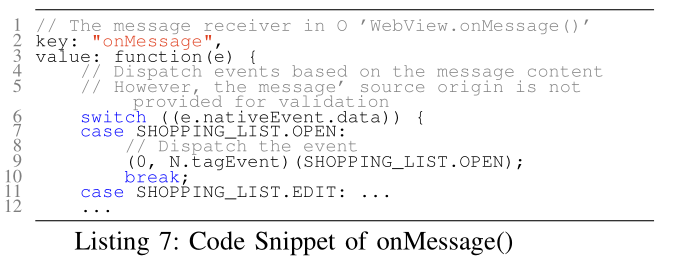 1 // The message receiver in O 'WebView.onMessage()'
2 key: "onMessage",
3 value: function(e) {
4 // Dispatch events based on the message content
5 // However, the message' source origin is not
provided for validation
6 switch ((e.nativeEvent.data)) {
7 case SHOPPING_LIST.OPEN:
8 // Dispatch the event
9 (0, N.tagEvent)(SHOPPING_LIST.OPEN);
10 break;
11 case SHOPPING_LIST.EDIT: ...
12 ...
Listing 7: Code Snippet of onMessage()